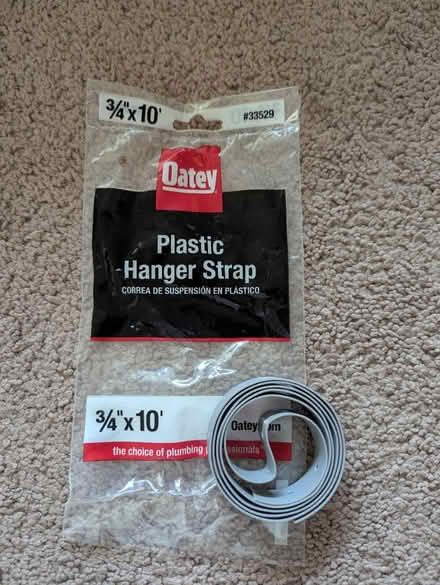 ¾"x10'
#33529
Oatey
Plastic
Hanger Strap
CORREA DE SUSPENSIÓN EN PLÁSTICO
¾"x10'
the choice of plumbing